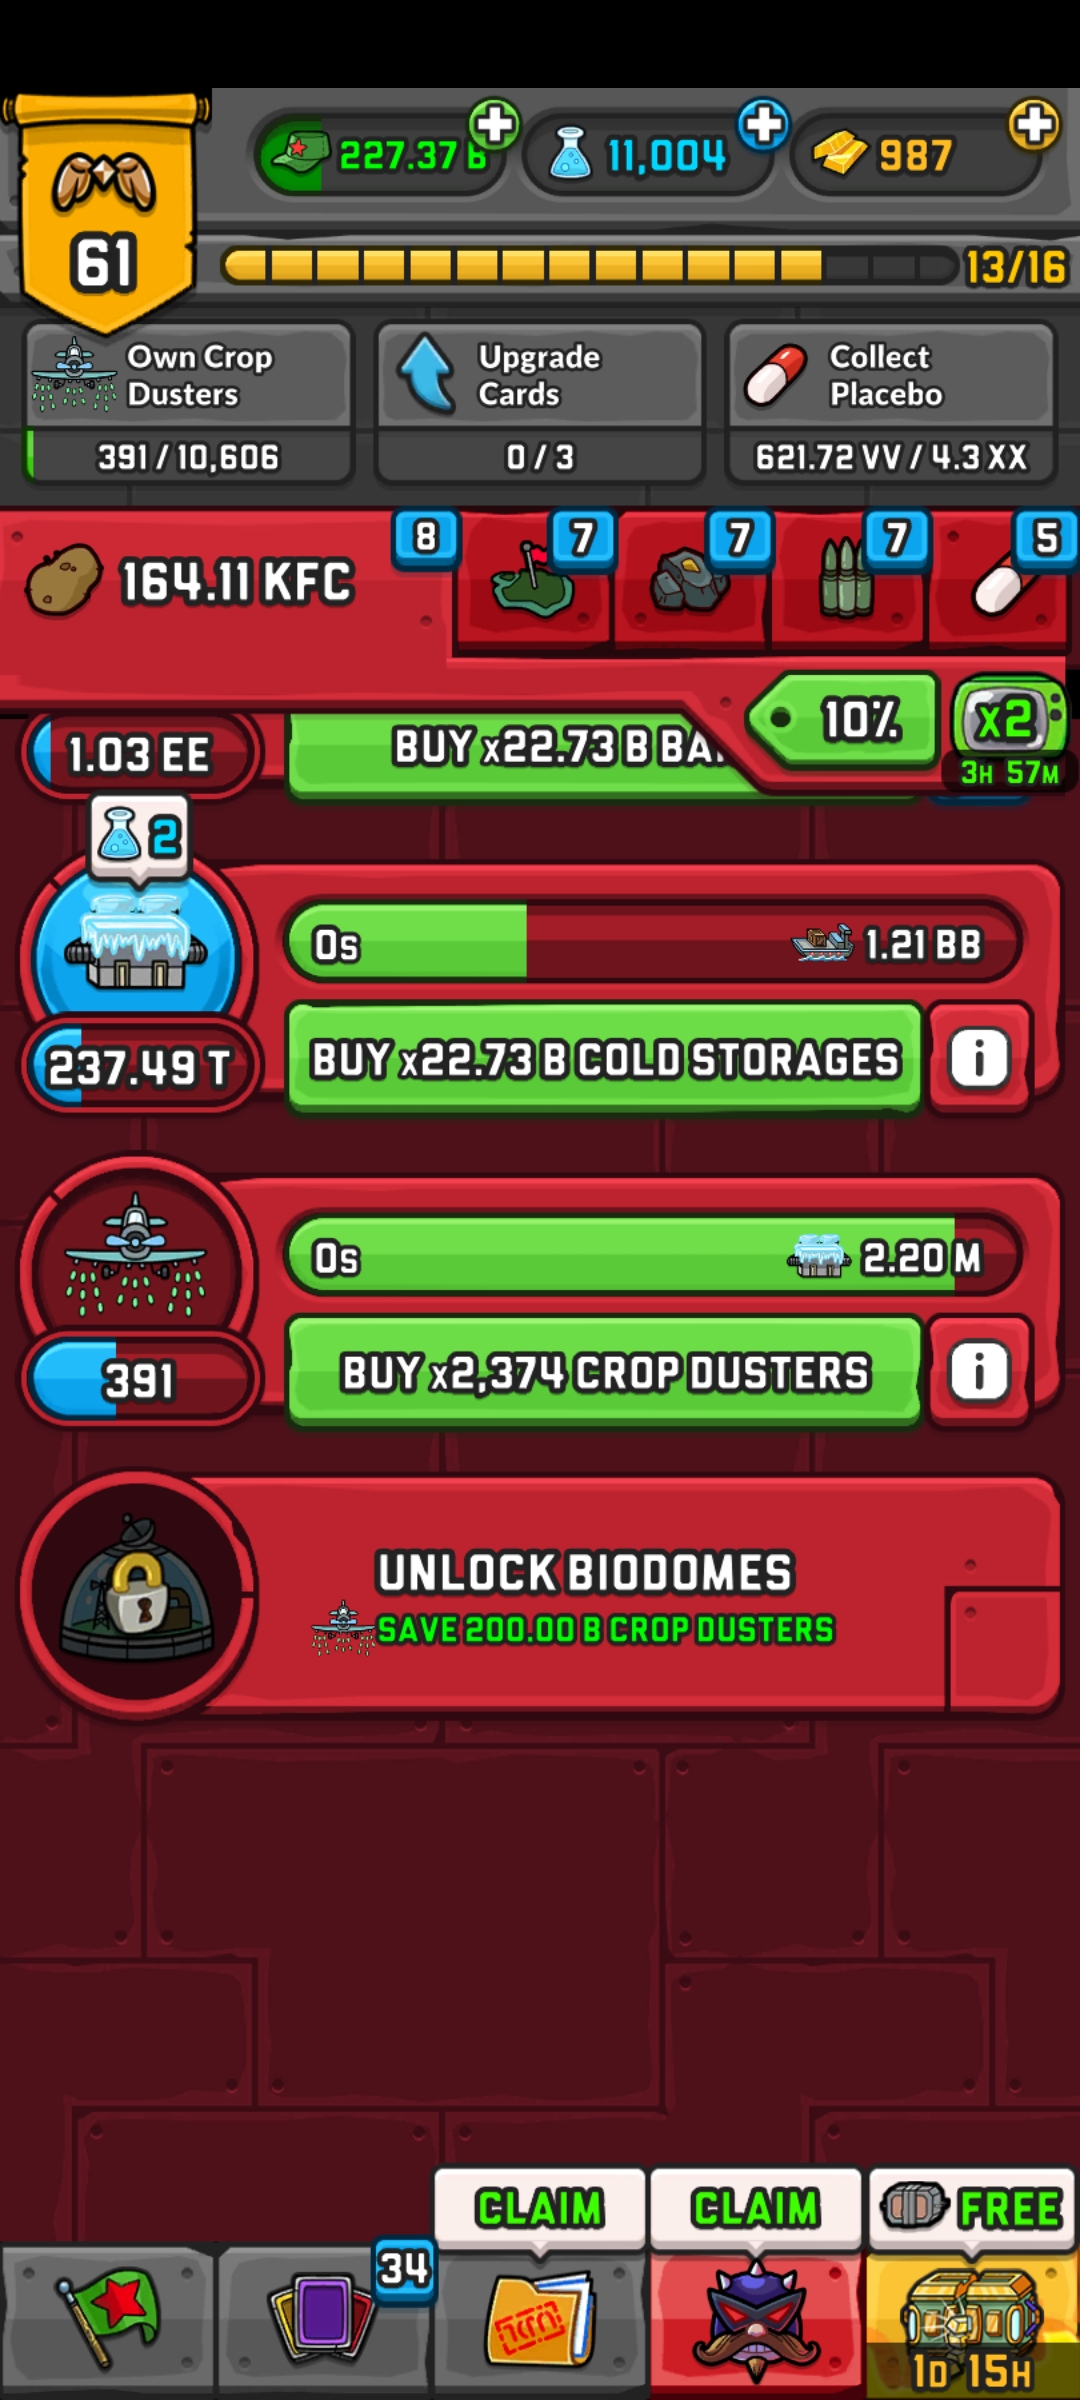 227.37 B
11,004
987
61
13/16
Own Crop
Dusters
391 / 10,606
Upgrade
Cards
0 / 3
Collect
Placebo
621.72 VV / 4.3 XX
164.11 KFC
8
7
7
7
5
10%
x2
3H 57M
1.03 EE
BUY x22.73 B
2
0s
1.21 BB
237.49 T
BUY x22.73 B COLD STORAGES
i
0s
2.20 M
391
BUY x2,374 CROP DUSTERS
i
UNLOCK BIODOMES
SAVE 200.00 B CROP DUSTERS
CLAIM
CLAIM
FREE
34
1D 15H